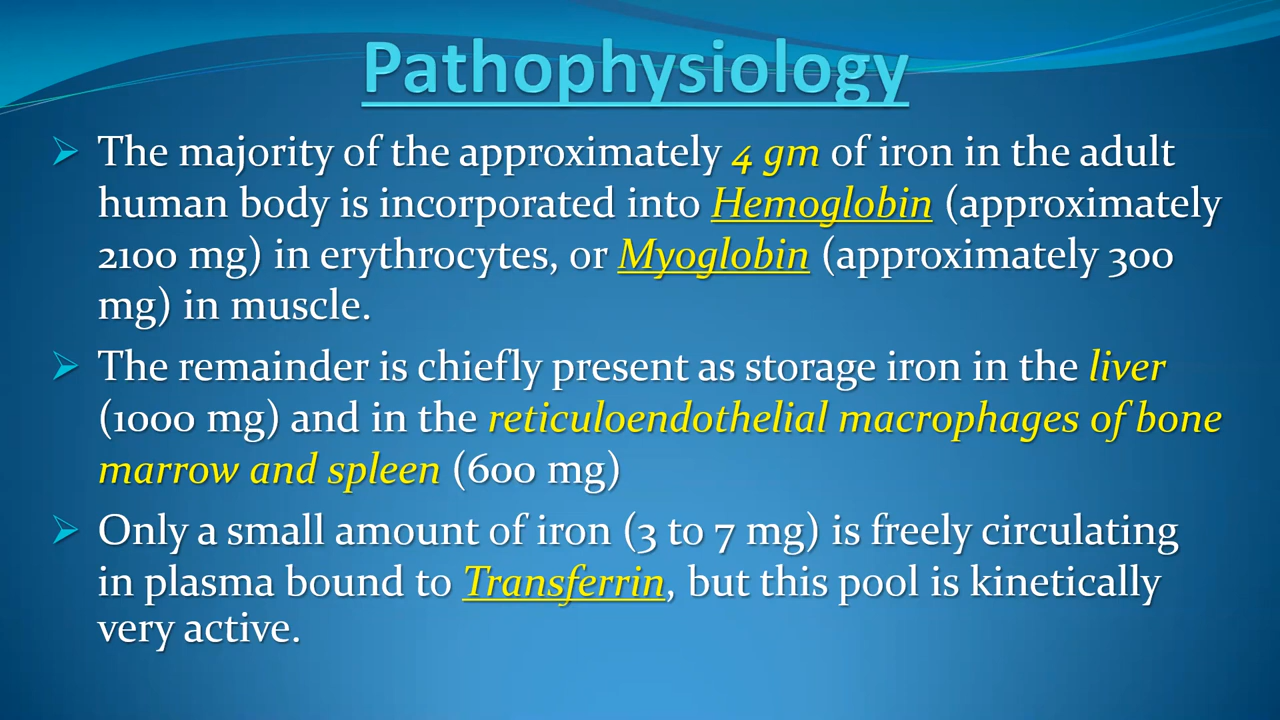 Pathophysiology
The majority of the approximately 4 gm of iron in the adult
human body is incorporated into Hemoglobin (approximately
2100 mg) in erythrocytes, or Myoglobin (approximately 300
mg) in muscle.
The remainder is chiefly present as storage iron in the liver
(1000 mg) and in the reticuloendothelial macrophages of bone
marrow and spleen (600 mg)
Only a small amount of iron (3 to 7 mg) is freely circulating
in plasma bound to Transferrin, but this pool is kinetically
very active.